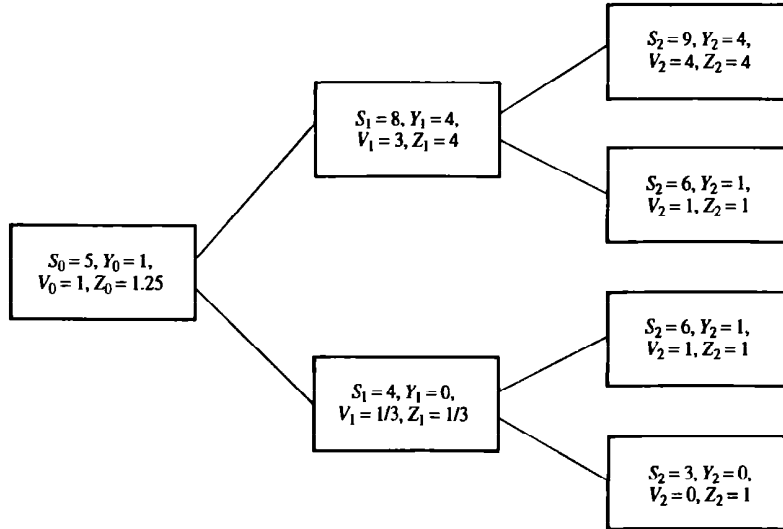 S₂ = 9, Y₂ = 4,
V₂ = 4, Z₂ = 4
S₁ = 8, Y₁ = 4,
V₁ = 3, Z₁ = 4
S₂ = 6, Y₂ = 1,
V₂ = 1, Z₂ = 1
S₀ = 5, Y₀ = 1,
V₀ = 1, Z₀ = 1.25
S₂ = 6, Y₂ = 1,
V₂ = 1, Z₂ = 1
S₁ = 4, Y₁ = 0,
V₁ = 1/3, Z₁ = 1/3
S₂ = 3, Y₂ = 0,
V₂ = 0, Z₂ = 1